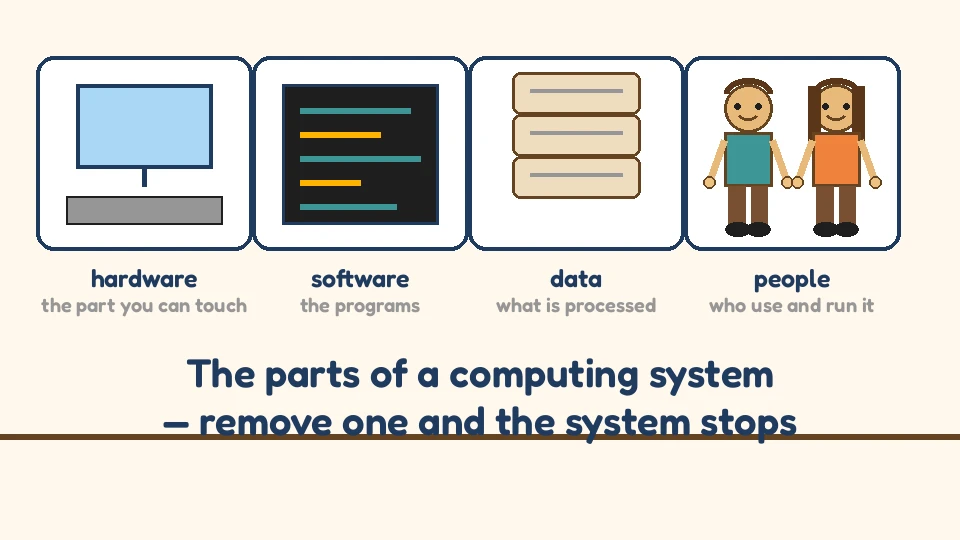 hardware
the part you can touch
software
the programs
data
what is processed
people
who use and run it
The parts of a computing system
— remove one and the system stops